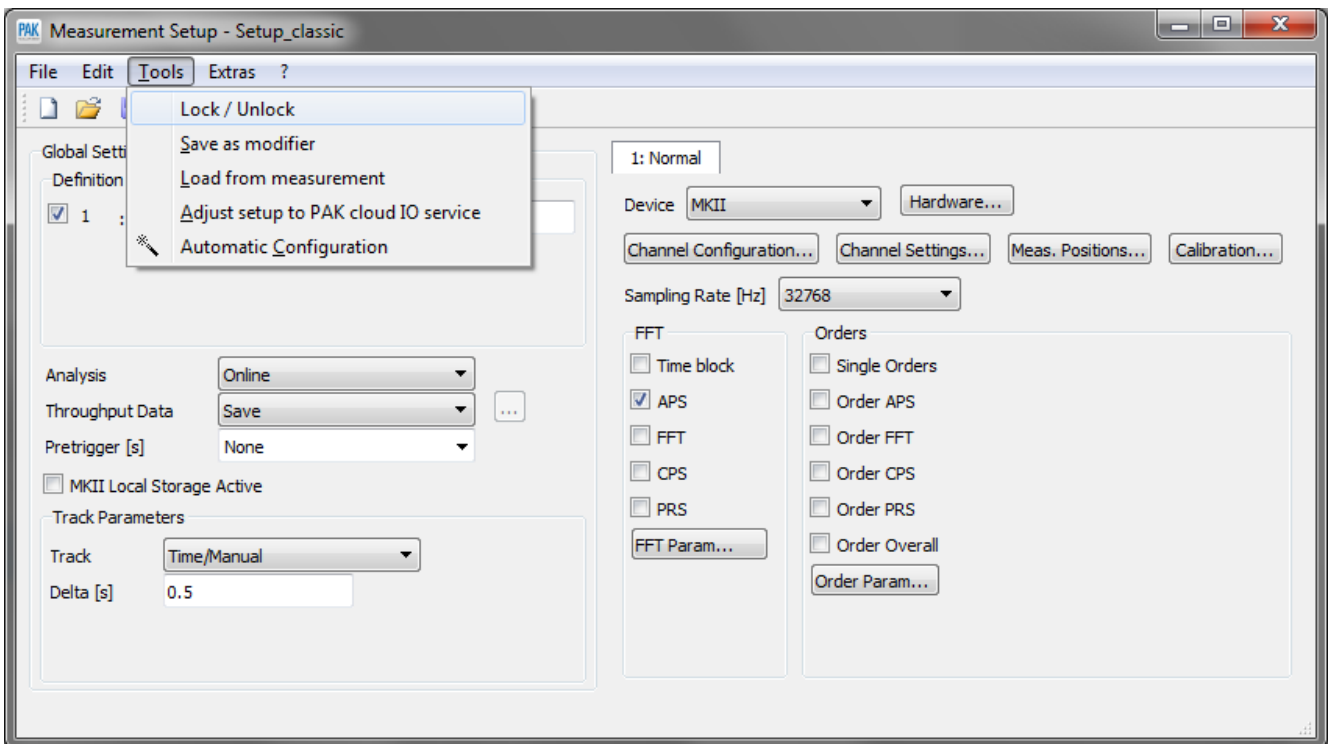 PAK Measurement Setup - Setup_classic
File Edit Tools Extras ?
Lock / Unlock
Save as modifier
Load from measurement
Adjust setup to PAK cloud IO service
Automatic Configuration
Global Setti
Definition
1 :
Analysis Online
Throughput Data Save ...
Pretrigger [s] None
MKII Local Storage Active
Track Parameters
Track Time/Manual
Delta [s] 0.5
1: Normal
Device MKII Hardware...
Channel Configuration... Channel Settings... Meas. Positions... Calibration...
Sampling Rate [Hz] 32768
FFT
Time block
APS
FFT
CPS
PRS
FFT Param...
Orders
Single Orders
Order APS
Order FFT
Order CPS
Order PRS
Order Overall
Order Param...